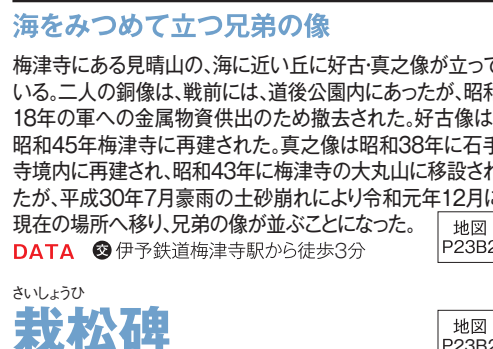 海をみつめて立つ兄弟の像
梅津寺にある見晴山の、海に近い丘に好古・真之像が立って
いる。二人の銅像は、戦前には、道後公園内にあったが、昭和
18年の軍への金属物資供出のため撤去された。好古像は
昭和45年梅津寺に再建された。真之像は昭和38年に石手
寺境内に再建され、昭和43年に梅津寺の大丸山に移設され
たが、平成30年7月豪雨の土砂崩れにより令和元年12月に
現在の場所へ移り、兄弟の像が並ぶことになった。
地図
P23B2
DATA 交 伊予鉄道梅津寺駅から徒歩3分
さいしょうひ
栽松碑
地図
P23B2